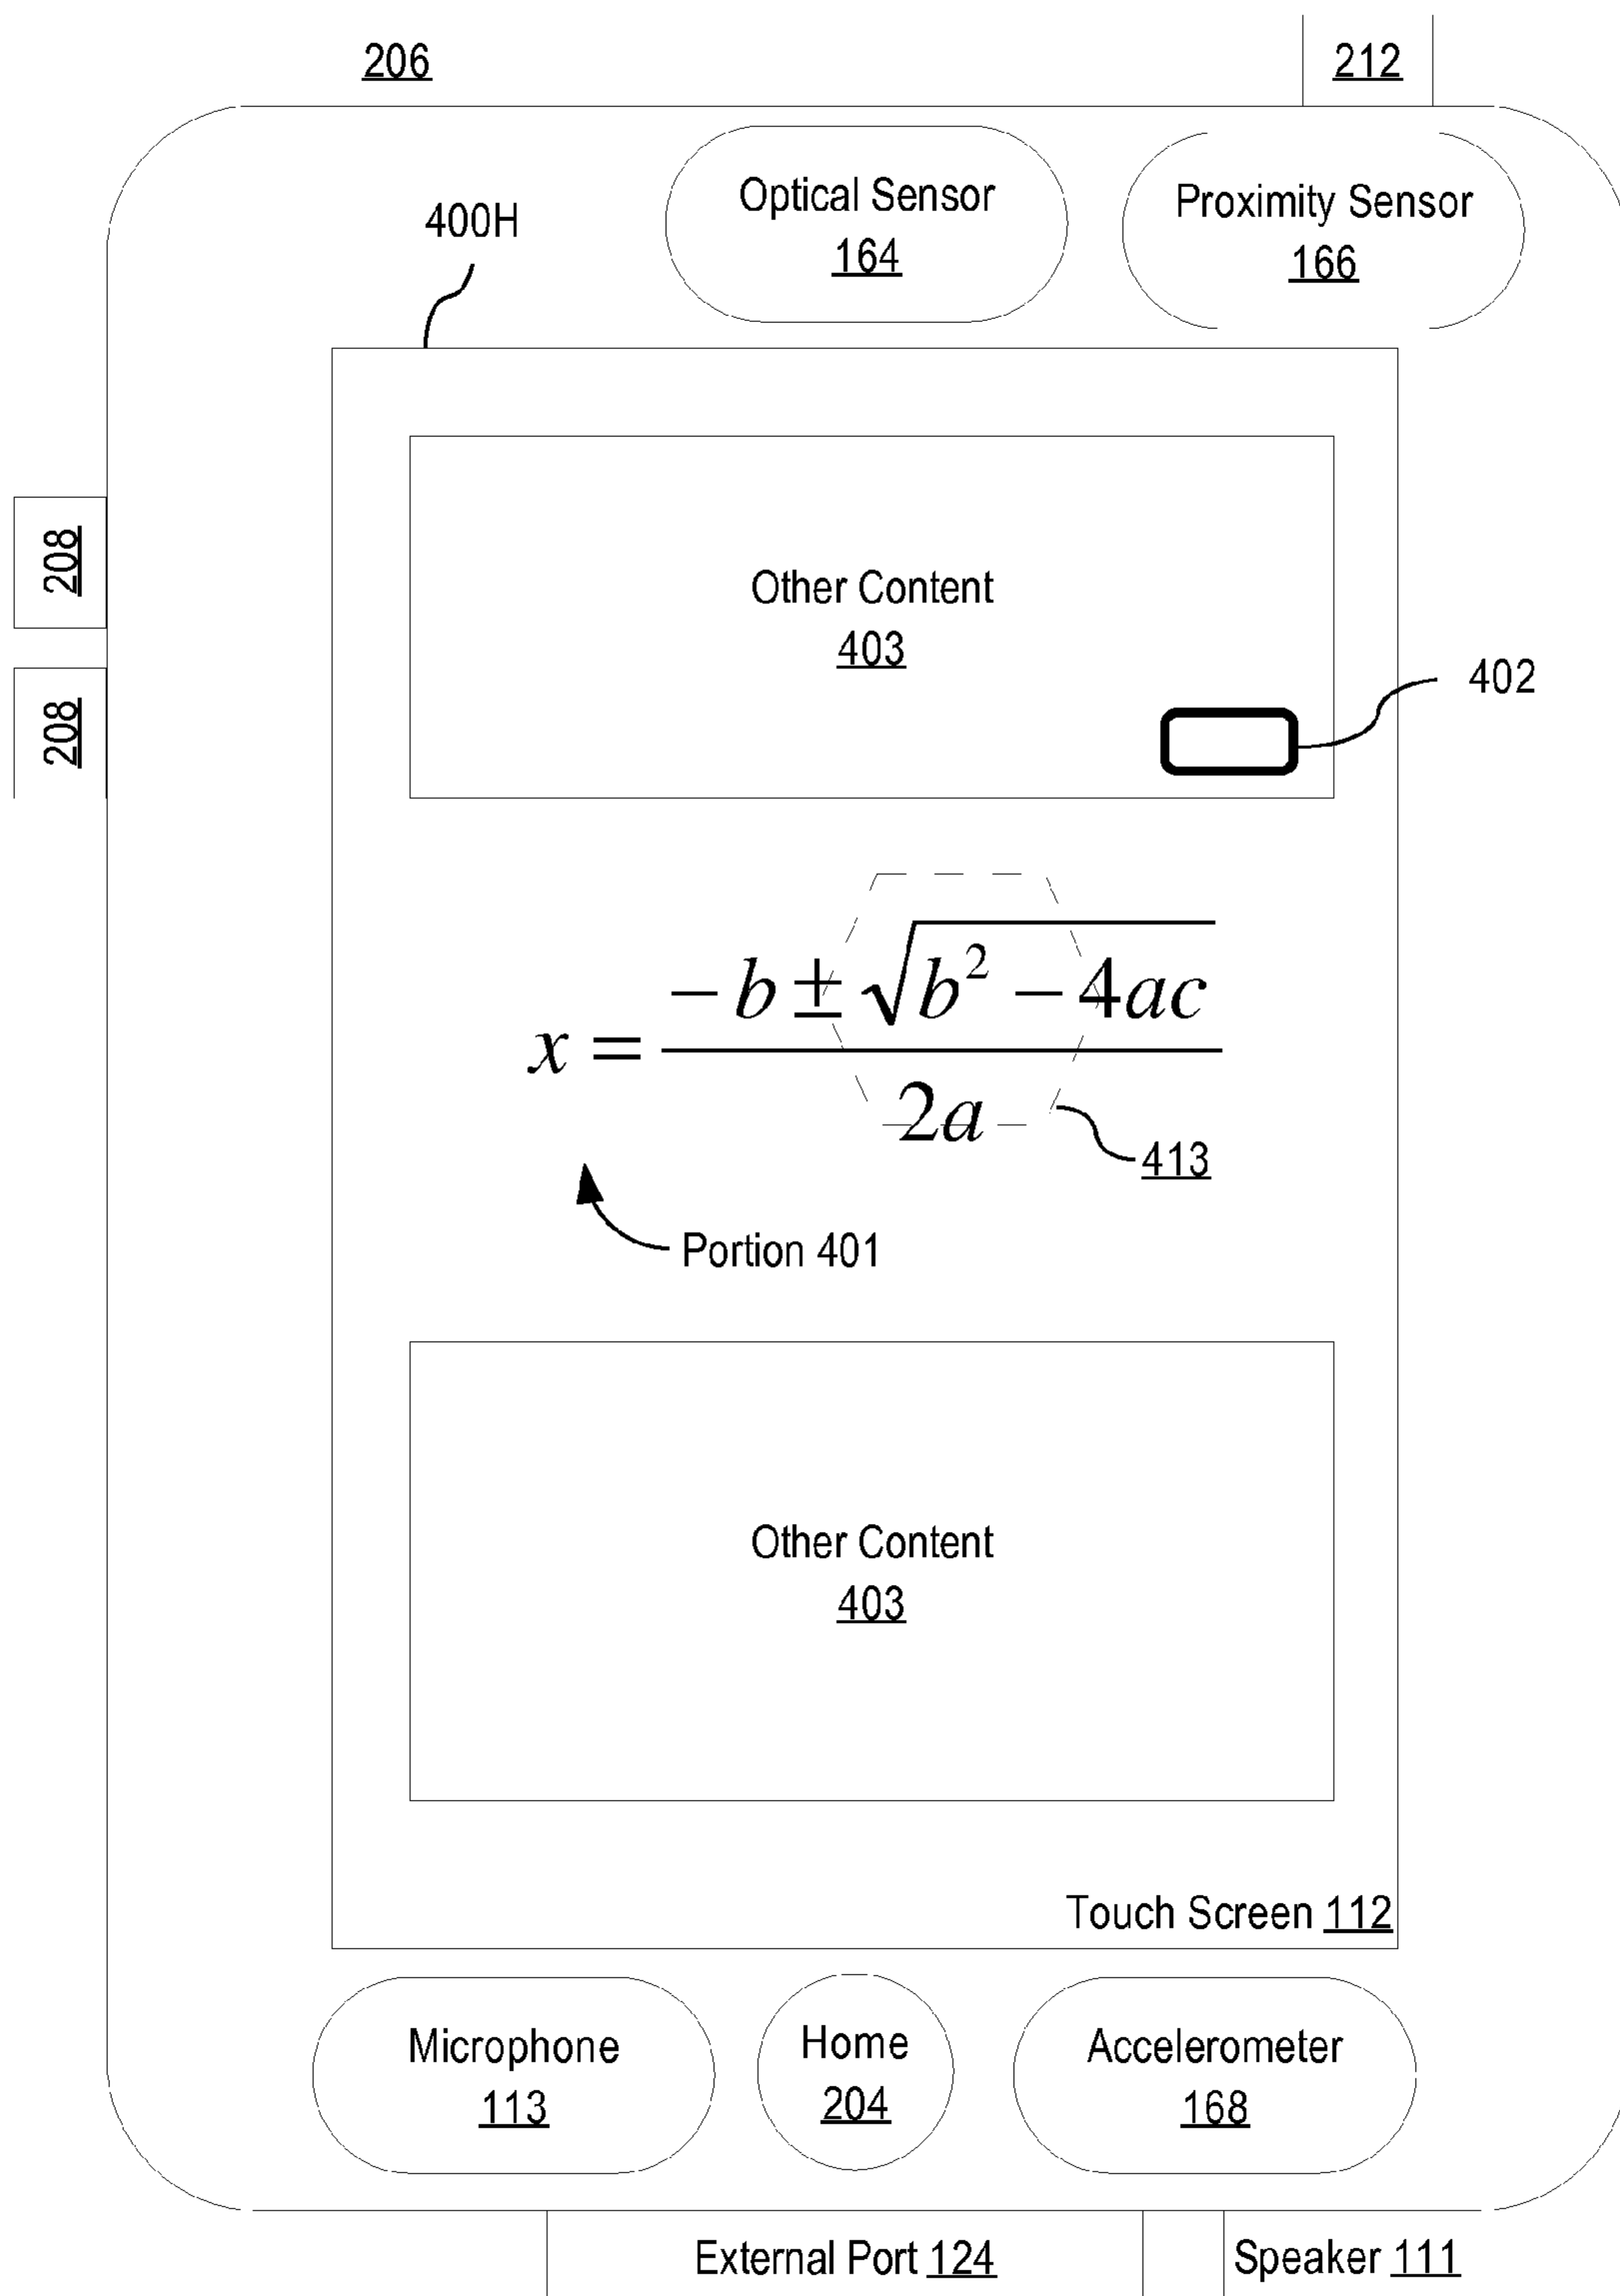 206
212
Optical Sensor
164
Proximity Sensor
166
400H
208
Other Content
403
402
208
x = −b ± √b² − 4ac / 2a
413
Portion 401
Other Content
403
Touch Screen 112
Microphone
113
Home
204
Accelerometer
168
External Port 124
Speaker 111